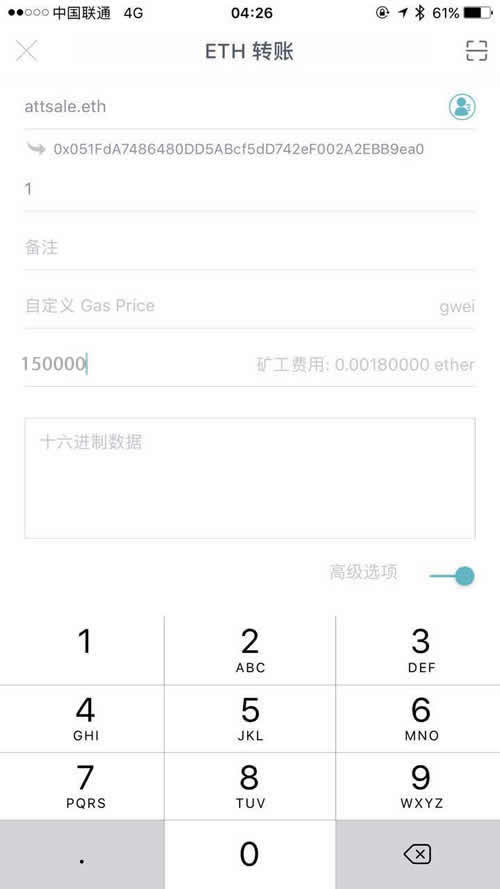 中国联通 4G 04:26 61%
ETH 转账
attsale.eth
0x051FdA7486480DD5ABcf5dD742eF002A2EBB9ea0
1
备注
自定义 Gas Price gwei
150000 矿工费用: 0.00180000 ether
十六进制数据
高级选项
1 2 3
ABC DEF
4 5 6
GHI JKL MNO
7 8 9
PQRS TUV WXYZ
. 0